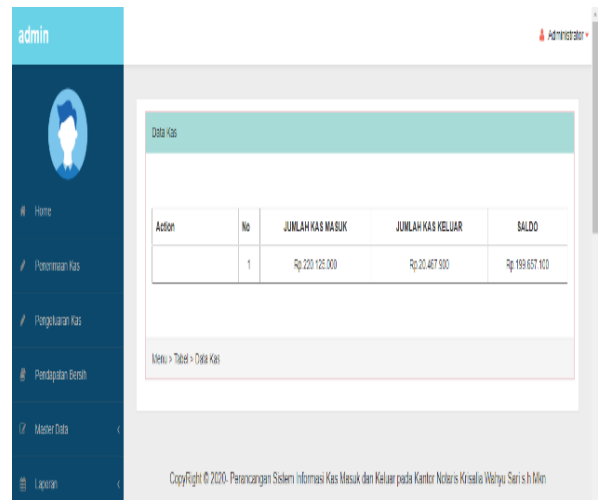 admin
Administrator
Data Kas
Home
Penerimaan Kas
Pengeluaran Kas
Pendapatan Bersih
Master Data
Laporan
Action No JUMLAH KAS MASUK JUMLAH KAS KELUAR SALDO
1 Rp.220.125.000 Rp.20.467.900 Rp.199.657.100
Menu > Tabel > Data Kas
CopyRight © 2020- Perancangan Sistem Informasi Kas Masuk dan Keluar pada Kantor Notaris Krisalia Wahyu Sari s.h Mkn